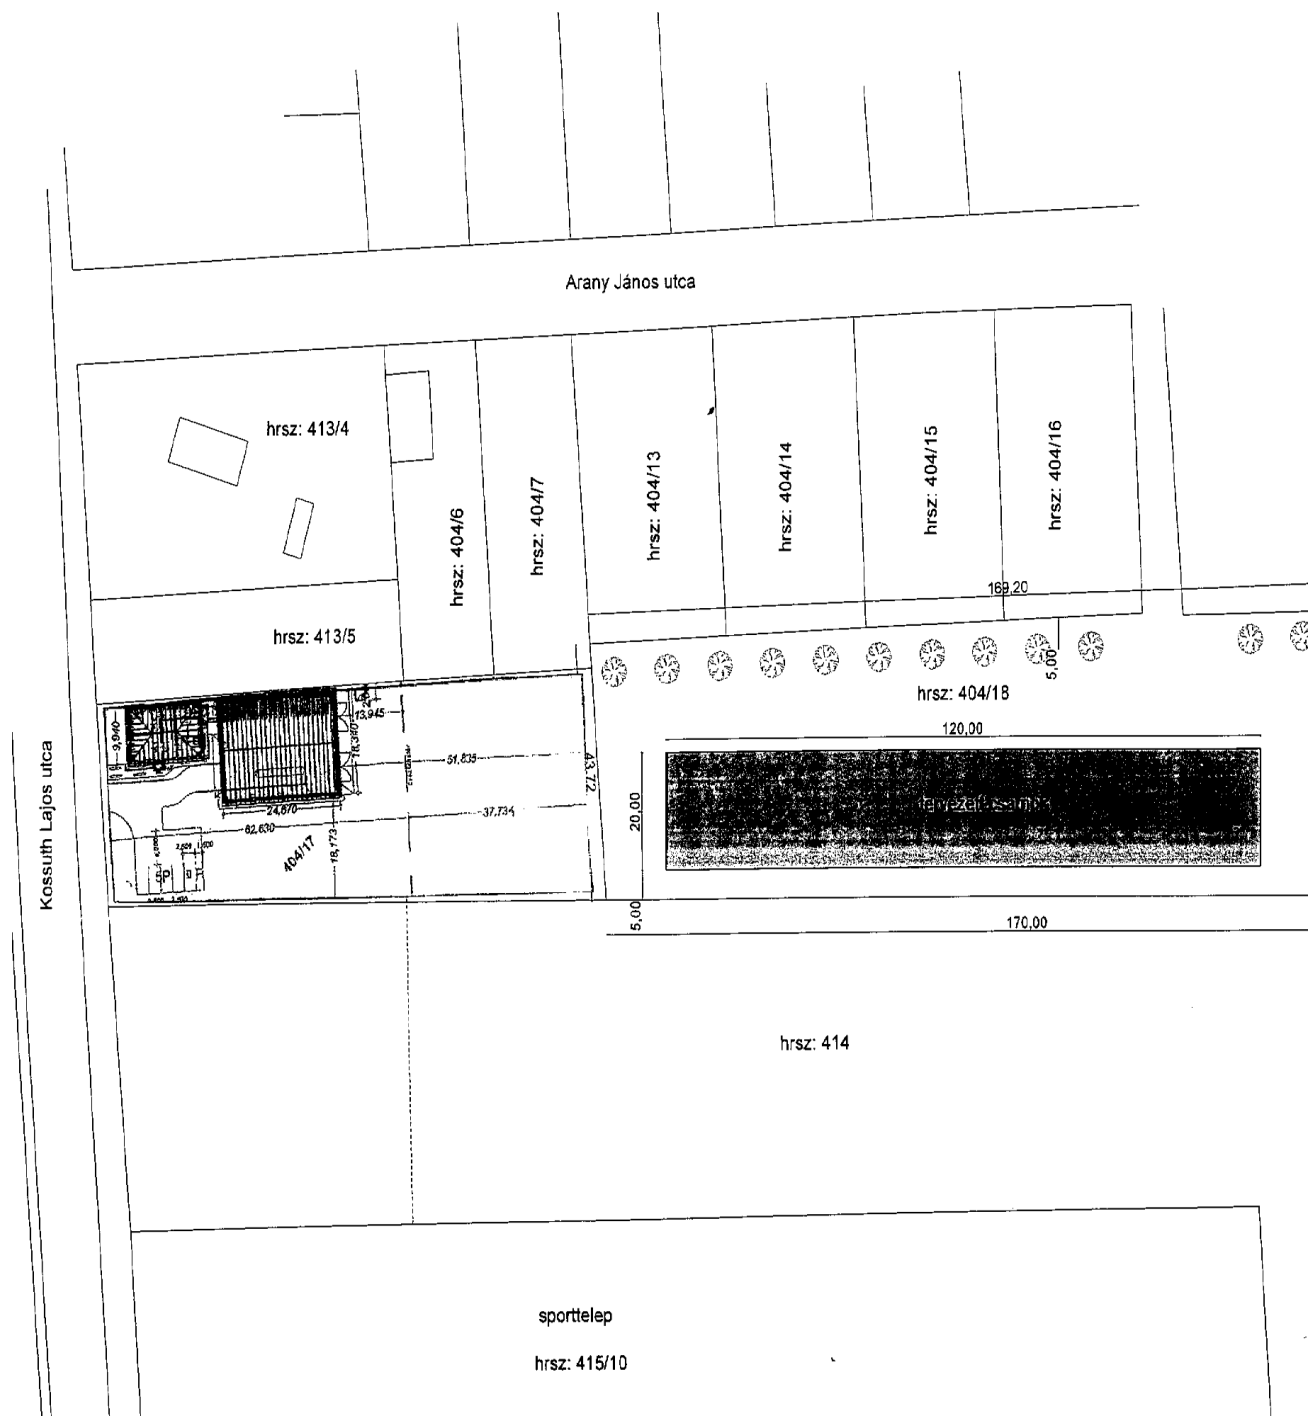 Arany János utca
hrsz: 413/4
hrsz: 404/6
hrsz: 404/7
hrsz: 404/13
hrsz: 404/14
hrsz: 404/15
hrsz: 404/16
169,20
hrsz: 413/5
5,00
hrsz: 404/18
Kossuth Lajos utca
9,940
13,945
18,340
51,835
43,72
120,00
20,00
24,670
62,630
37,734
404/17
18,173
5,00
170,00
hrsz: 414
sporttelep
hrsz: 415/10